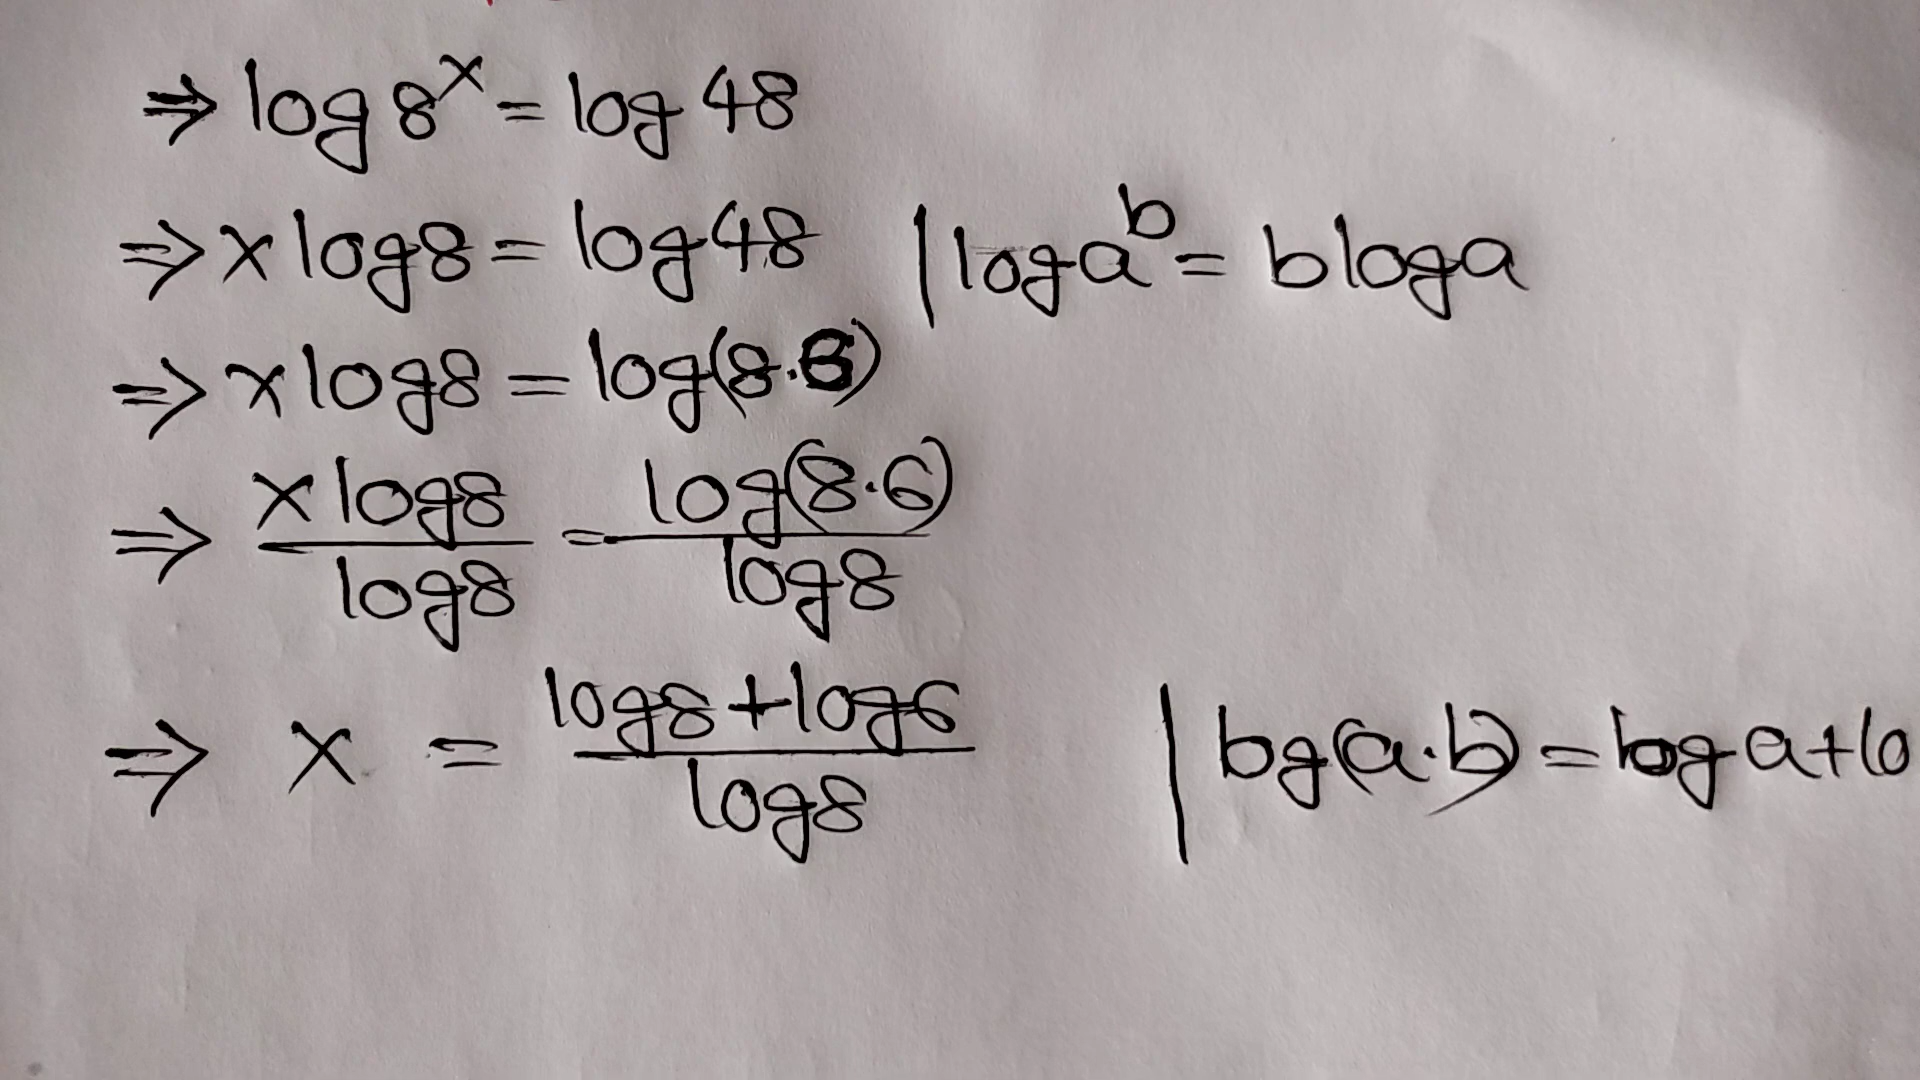 ⇒ log 8^x = log 48
⇒ x log 8 = log 48 | log a^b = b log a
⇒ x log 8 = log(8.6)
⇒ x log 8 / log 8 = log(8.6) / log 8
⇒ x = log 8 + log 6 / log 8 | log(a.b) = log a + lo